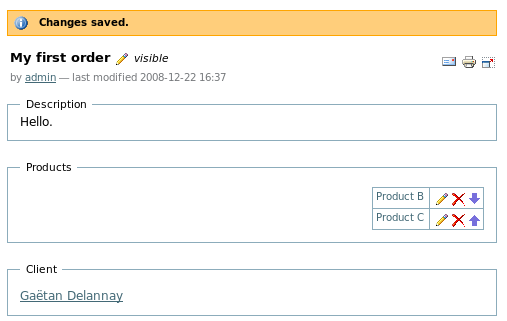 Changes saved.
My first order visible
by admin — last modified 2008-12-22 16:37
Description
Hello.
Products
Product B
Product C
Client
Gaëtan Delannay